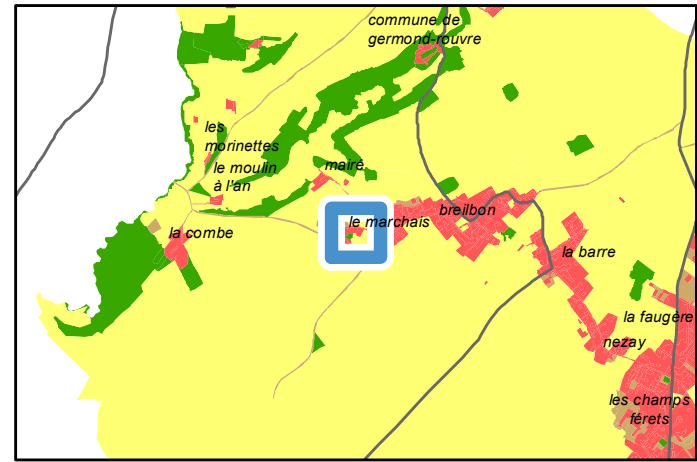 commune de
germond-rouvre
les
morinettes
le moulin
à l'an
mairé
la combe
le marchais
breilbon
la barre
la faugère
nezay
les champs
férets